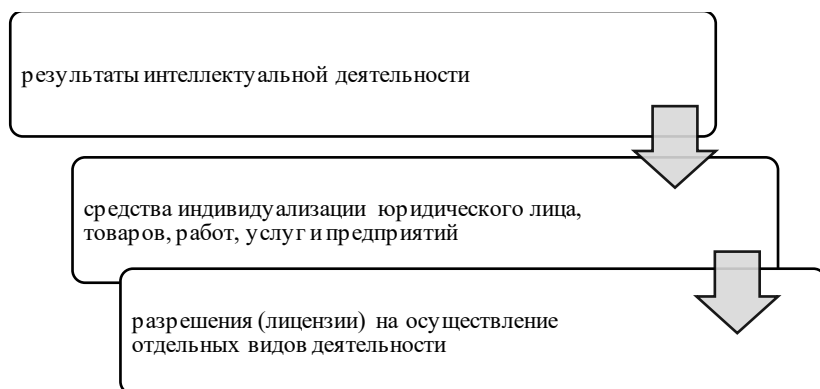 результаты интеллектуальной деятельности
средства индивидуализации юридического лица,
товаров, работ, услуг и предприятий
разрешения (лицензии) на осуществление
отдельных видов деятельности